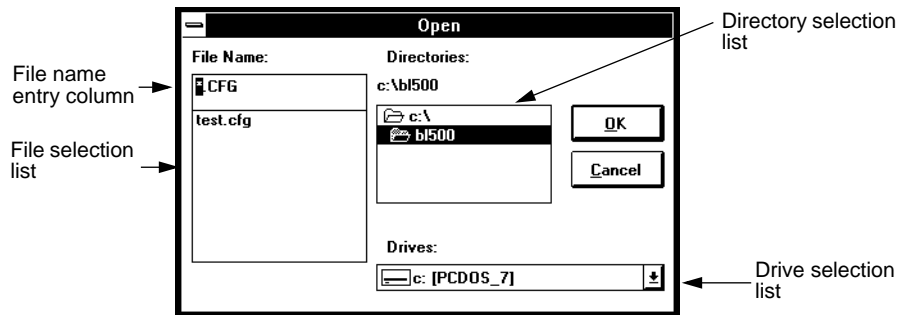 Open
Directory selection
list
File Name:
Directories:
File name
entry column
*.CFG
c:\bl500
test.cfg
c:\
bl500
OK
Cancel
File selection
list
Drives:
c: [PCDOS_7]
Drive selection
list